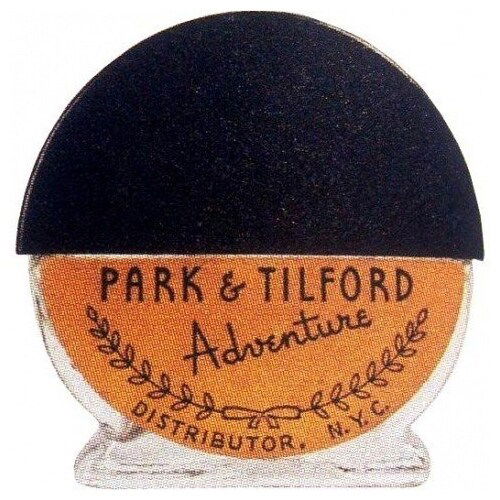 PARK & TILFORD
Adventure
DISTRIBUTOR. N.Y.C.